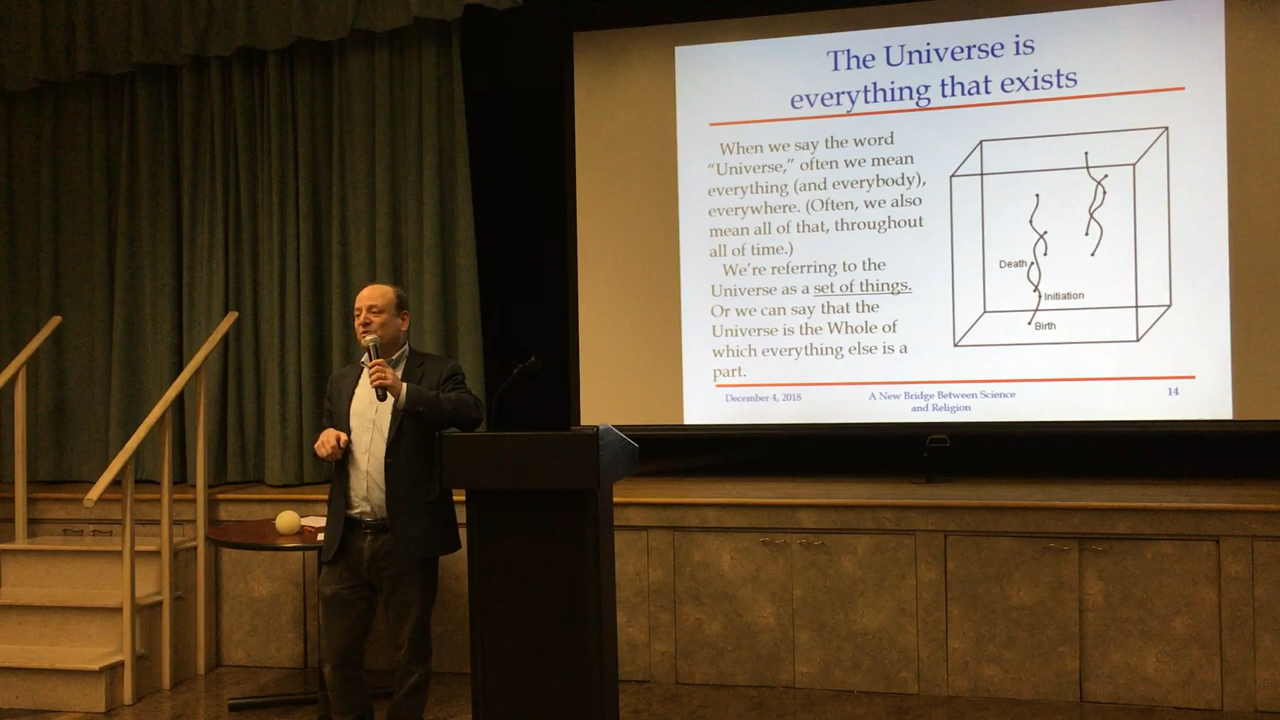 The Universe is
everything that exists
When we say the word
“Universe,” often we mean
everything (and everybody),
everywhere. (Often, we also
mean all of that, throughout
all of time.)
We’re referring to the
Universe as a set of things.
Or we can say that the
Universe is the Whole of
which everything else is a
part.
Death
Initiation
Birth
December 4, 2018
A New Bridge Between Science
and Religion
14